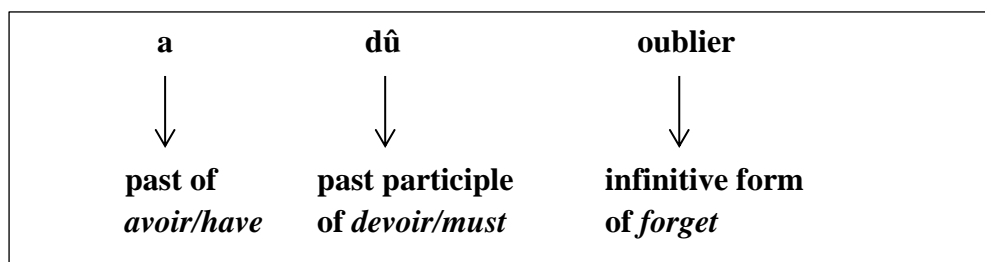 a dû oublier
past of past participle infinitive form
avoir/have of devoir/must of forget